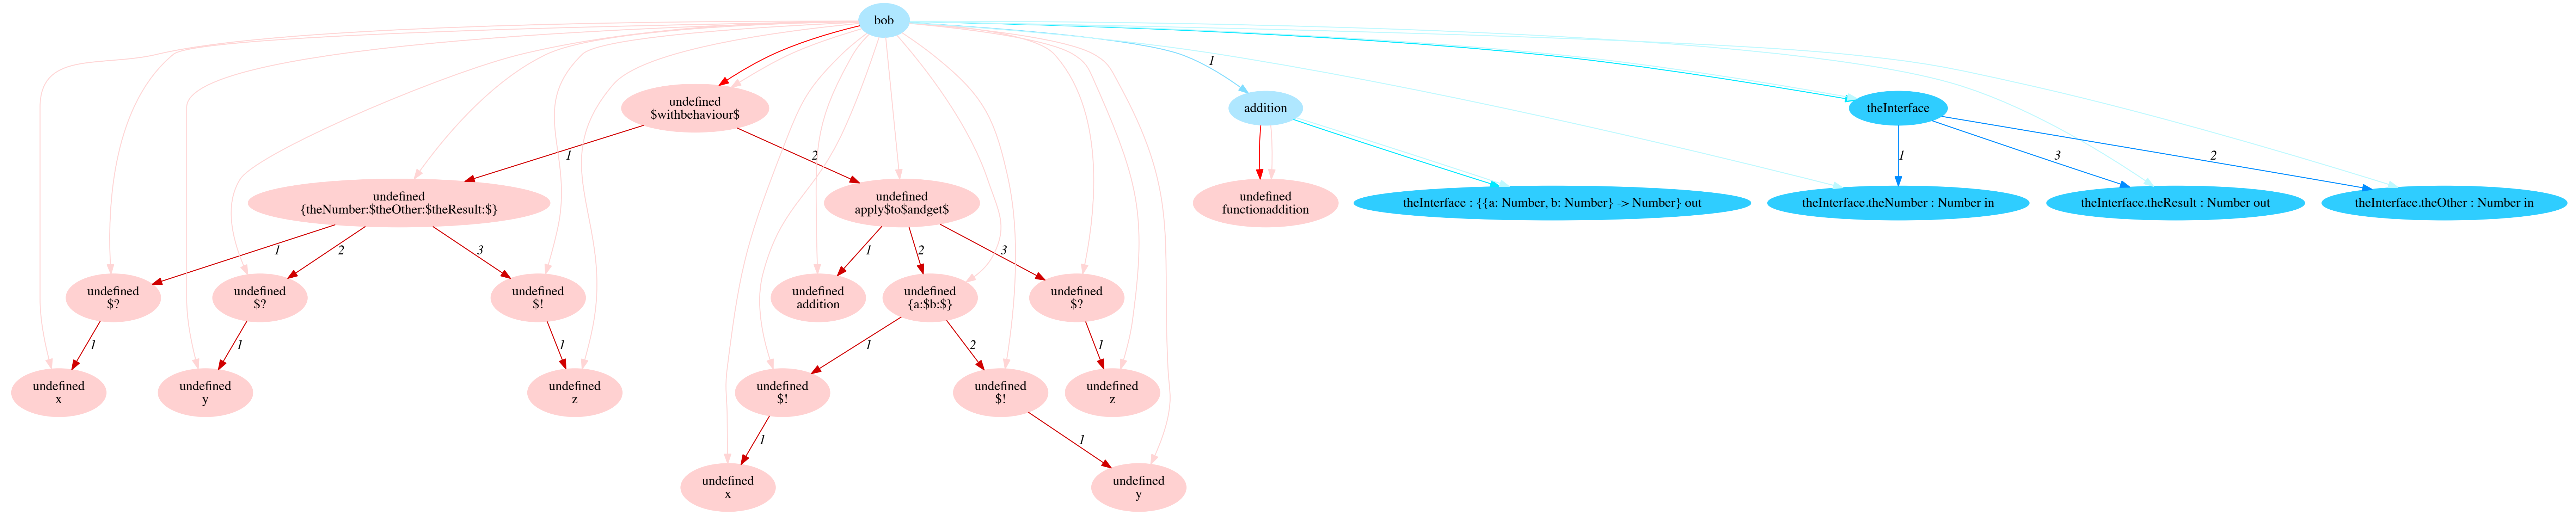 bob
1
undefined
$withbehaviour$
addition
theInterface
1
2
1
3
2
undefined
{theNumber:$theOther:$theResult:$}
undefined
apply$to$andget$
undefined
functionaddition
theInterface : {{a: Number, b: Number} -> Number} out
theInterface.theNumber : Number in
theInterface.theResult : Number out
theInterface.theOther : Number in
1
2
3
1
2
3
undefined
$?
undefined
$?
undefined
$!
undefined
addition
undefined
{a:$b:$}
undefined
$?
1
1
1
1
2
1
undefined
x
undefined
y
undefined
z
undefined
$!
undefined
$!
undefined
z
1
1
undefined
x
undefined
y